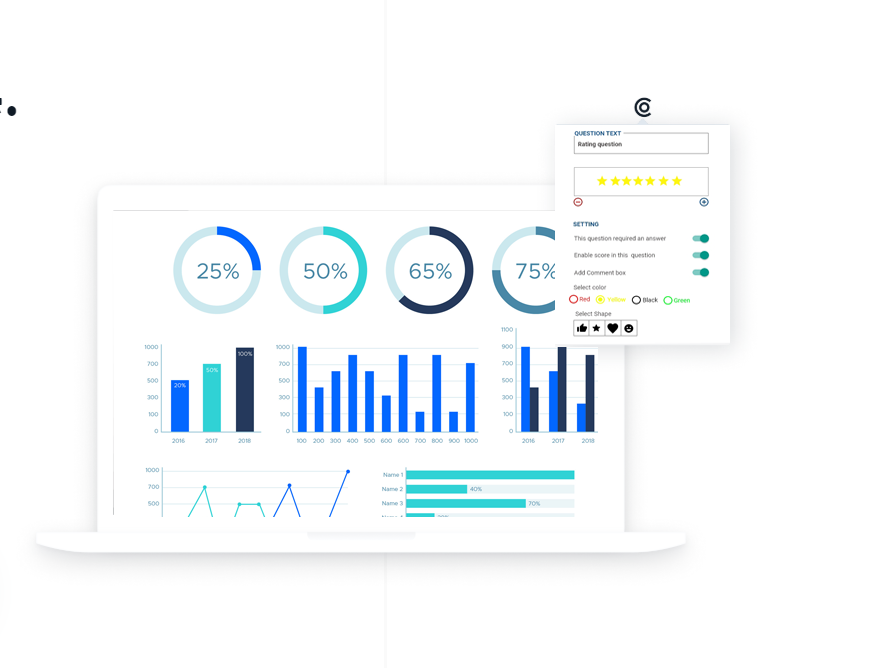 QUESTION TEXT
Rating question
SETTING
This question required an answer
Enable score in this question
Add Comment box
Select color
Red Yellow Black Green
Select Shape
25% 50% 65% 75%
1000
700
500
300
100
0
20% 50% 100%
2016 2017 2018
1000
700
500
300
100
0
100 200 300 400 500 600 600 700 800 900 1000
1100
900
700
500
300
100
0
2016 2017 2018
1000
700
500
Name 1
Name 2 40%
Name 3 70%